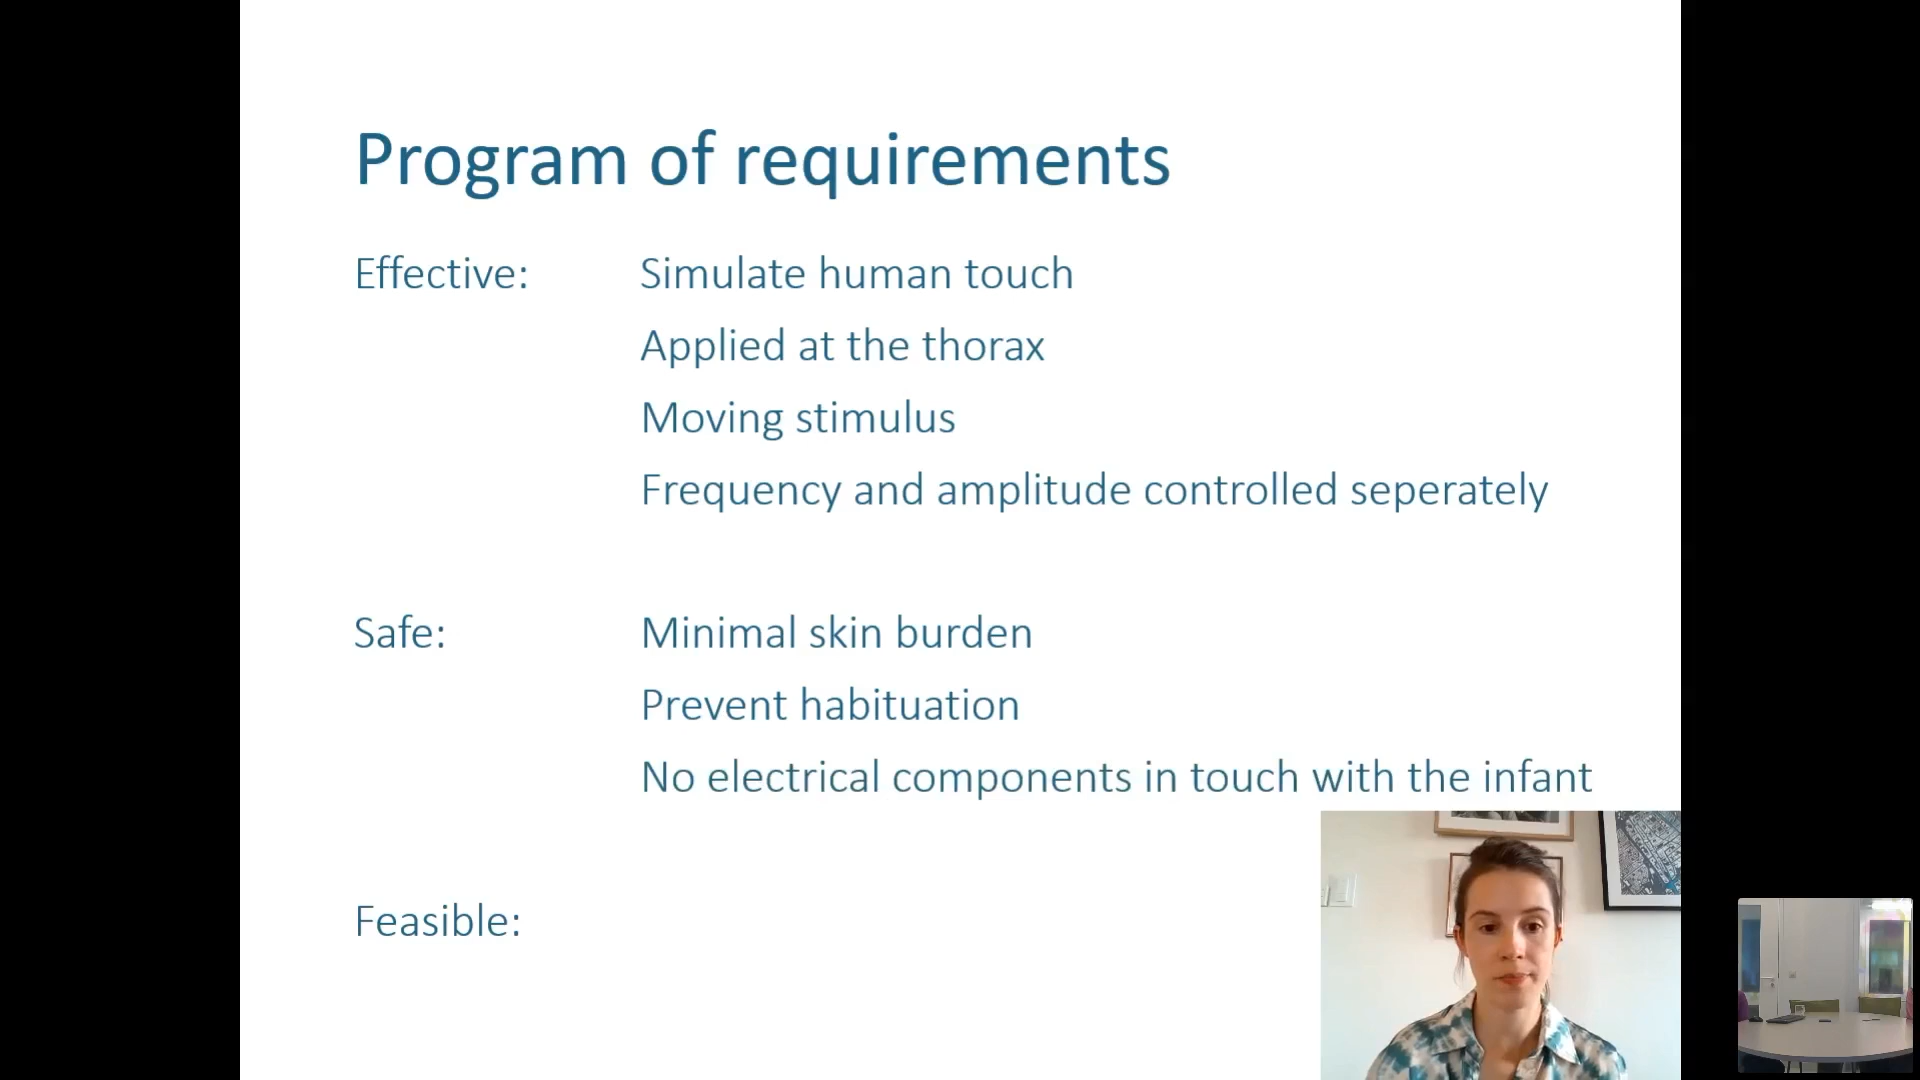 Program of requirements
Effective: Simulate human touch
Applied at the thorax
Moving stimulus
Frequency and amplitude controlled seperately
Safe: Minimal skin burden
Prevent habituation
No electrical components in touch with the infant
Feasible: